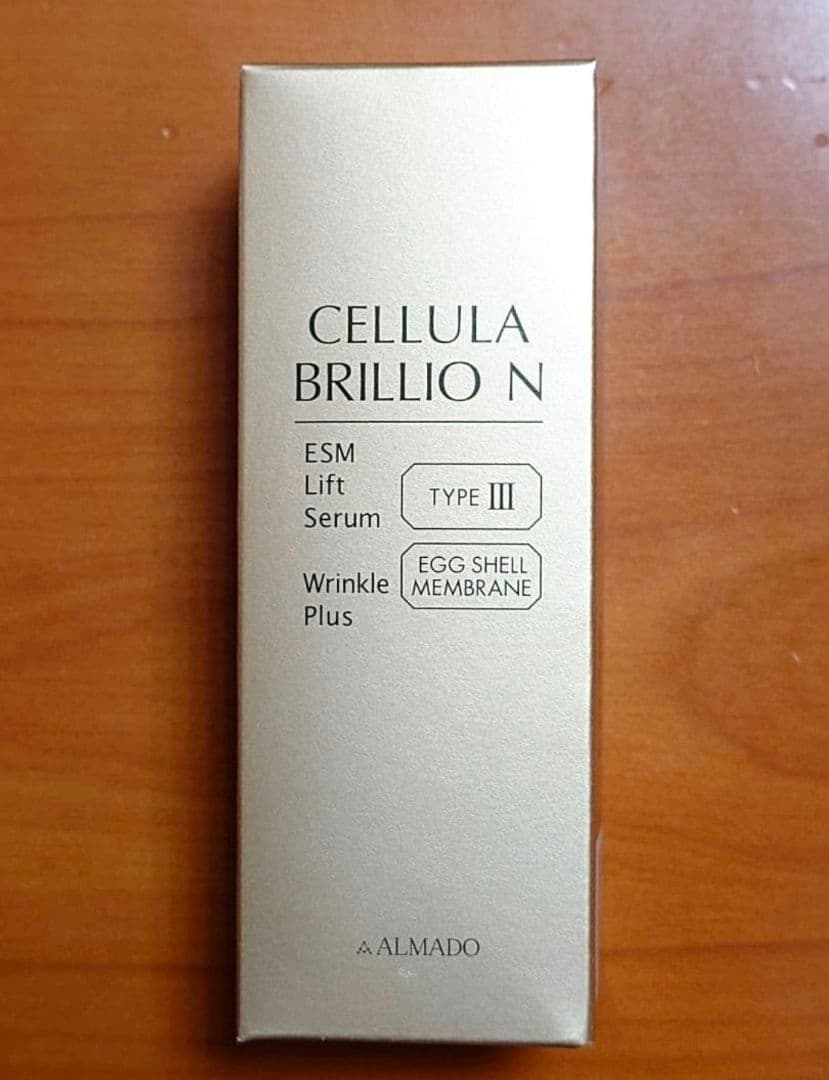 CELLULA
BRILLIO N
ESM
Lift
Serum
TYPE III
Wrinkle
Plus
EGG SHELL
MEMBRANE
ALMADO